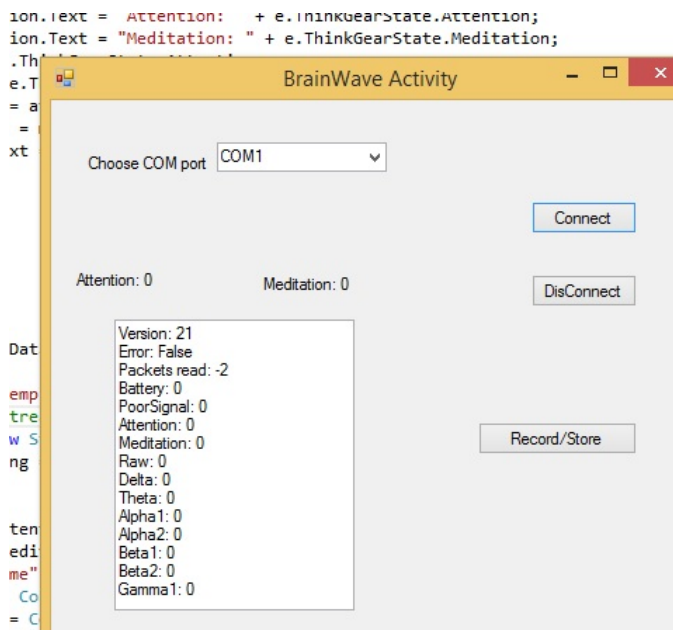 ion.Text = "Attention: " + e.ThinkGearState.Attention;
ion.Text = "Meditation: " + e.ThinkGearState.Meditation;
.Th
e.T
= a
=
xt
BrainWave Activity
Choose COM port COM1
Connect
Attention: 0 Meditation: 0
DisConnect
Version: 21
Error: False
Packets read: -2
Battery: 0
PoorSignal: 0
Attention: 0
Meditation: 0
Raw: 0
Delta: 0
Theta: 0
Alpha1: 0
Alpha2: 0
Beta1: 0
Beta2: 0
Gamma1: 0
Record/Store
Dat
emp
tre
w S
ng
ten
edi
me"
Co
= C